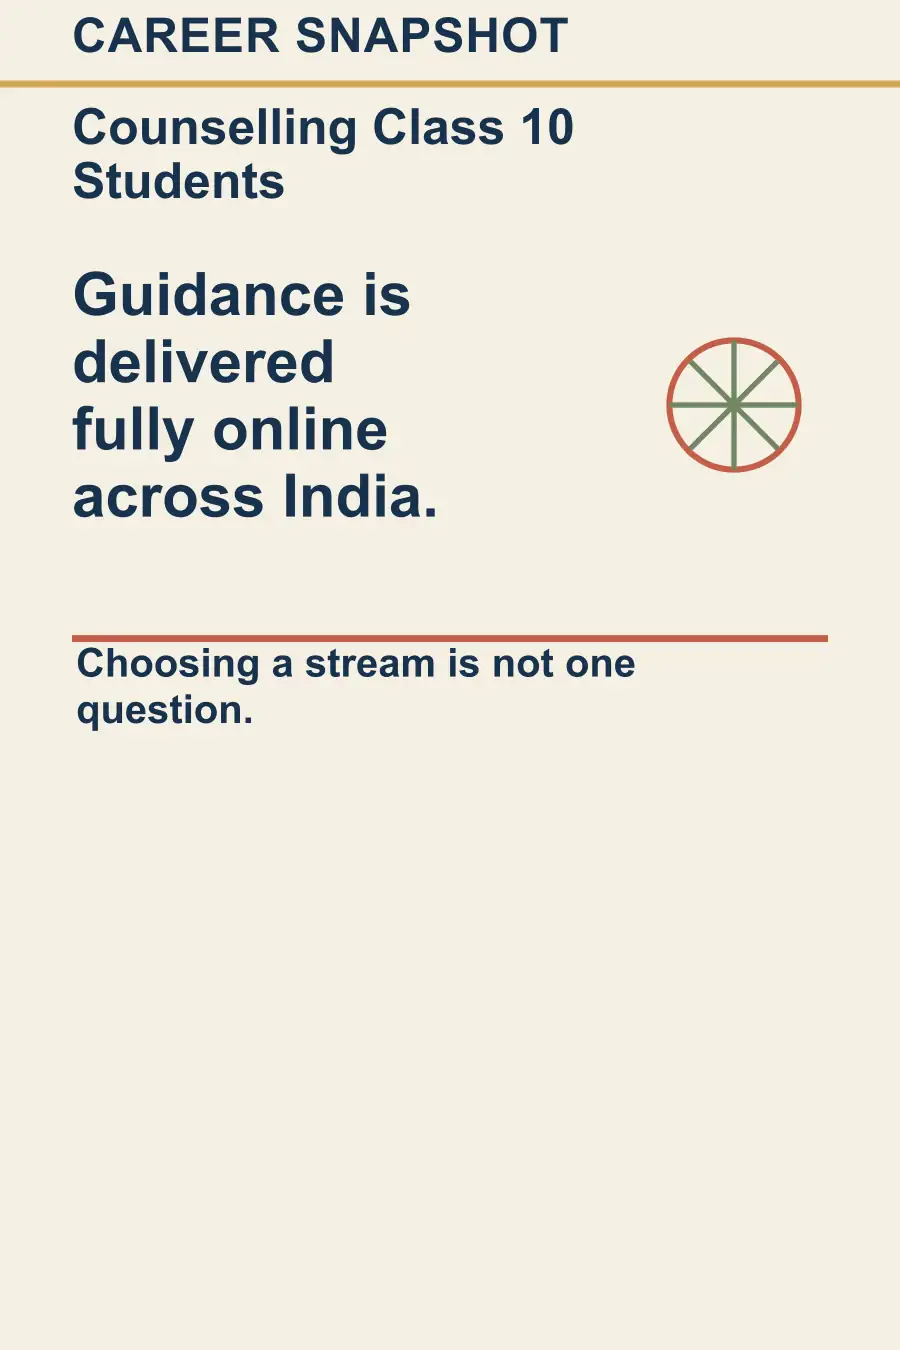 CAREER SNAPSHOT
Counselling Class 10
Students
Guidance is
delivered
fully online
across India.
Choosing a stream is not one
question.